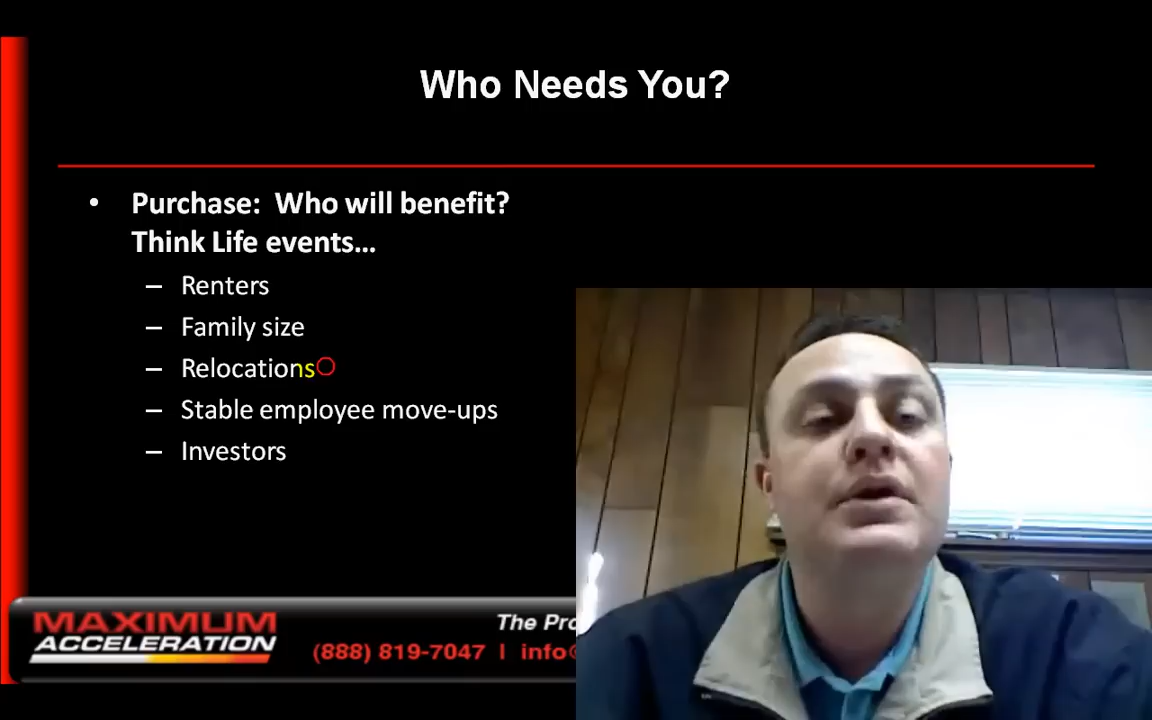 Who Needs You?
• Purchase: Who will benefit?
Think Life events...
– Renters
– Family size
– Relocations
– Stable employee move-ups
– Investors
MAXIMUM
ACCELERATION
The
(888) 819-7047 | info@